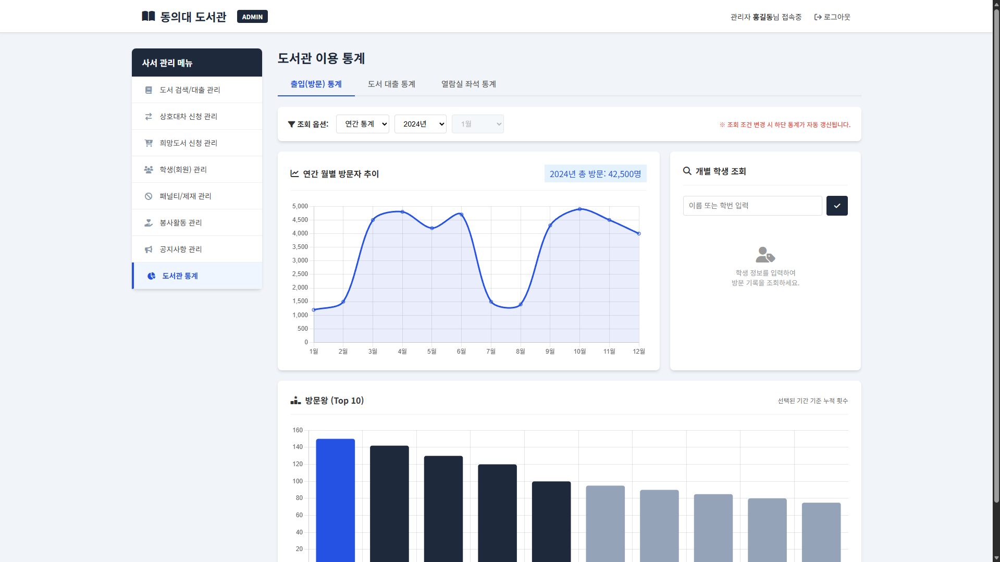 동의대 도서관 ADMIN
관리자 홍길동님 접속중 로그아웃
사서 관리 메뉴
도서 검색/대출 관리
상호대차 신청 관리
희망도서 신청 관리
학생(회원) 관리
패널티/제재 관리
봉사활동 관리
공지사항 관리
도서관 통계
도서관 이용 통계
출입(방문) 통계 도서 대출 통계 열람실 좌석 통계
조회 옵션: 연간 통계 2024년 1월
※ 조회 조건 변경 시 하단 통계가 자동 갱신됩니다.
연간 월별 방문자 추이
2024년 총 방문: 42,500명
5,000
4,500
4,000
3,500
3,000
2,500
2,000
1,500
1,000
500
0
1월 2월 3월 4월 5월 6월 7월 8월 9월 10월 11월 12월
개별 학생 조회
이름 또는 학번 입력
학생 정보를 입력하여
방문 기록을 조회하세요.
방문왕 (Top 10)
선택된 기간 기준 누적 횟수
160
140
120
100
80
60
40
20